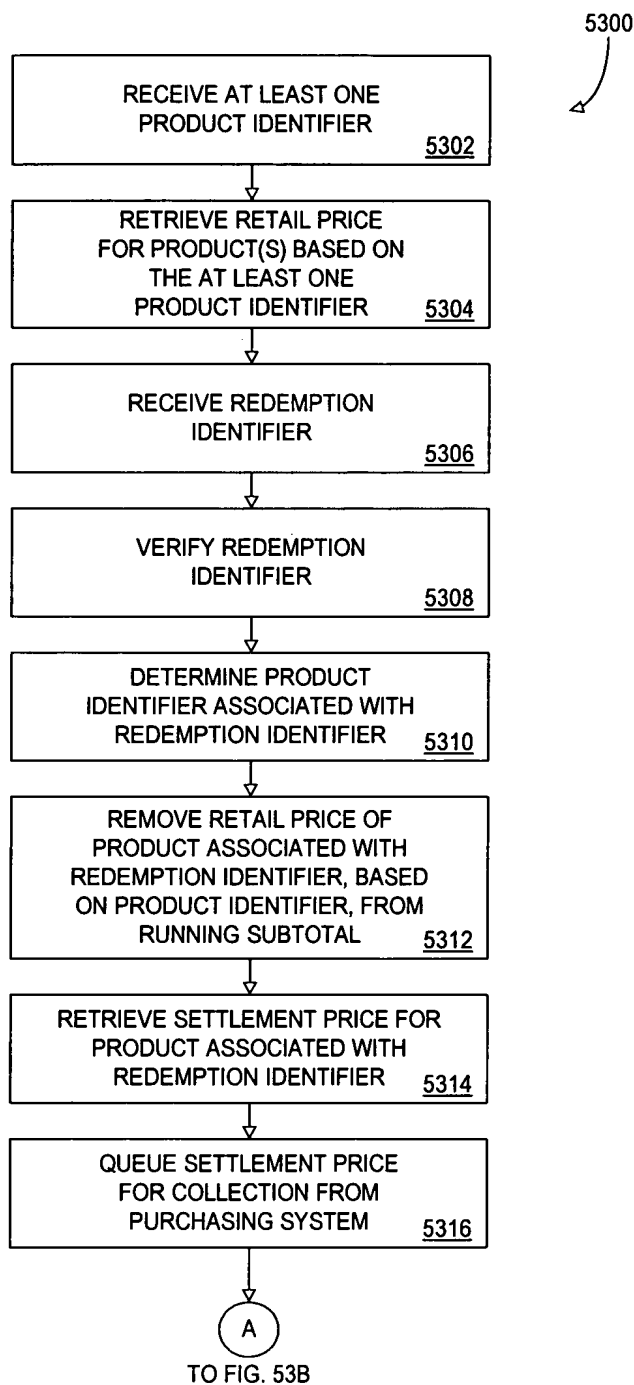 5300
RECEIVE AT LEAST ONE
PRODUCT IDENTIFIER
5302
RETRIEVE RETAIL PRICE
FOR PRODUCT(S) BASED ON
THE AT LEAST ONE
PRODUCT IDENTIFIER
5304
RECEIVE REDEMPTION
IDENTIFIER
5306
VERIFY REDEMPTION
IDENTIFIER
5308
DETERMINE PRODUCT
IDENTIFIER ASSOCIATED WITH
REDEMPTION IDENTIFIER
5310
REMOVE RETAIL PRICE OF
PRODUCT ASSOCIATED WITH
REDEMPTION IDENTIFIER, BASED
ON PRODUCT IDENTIFIER, FROM
RUNNING SUBTOTAL
5312
RETRIEVE SETTLEMENT PRICE FOR
PRODUCT ASSOCIATED WITH
REDEMPTION IDENTIFIER
5314
QUEUE SETTLEMENT PRICE
FOR COLLECTION FROM
PURCHASING SYSTEM
5316
A
TO FIG. 53B